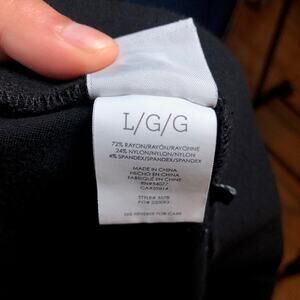 L/G/G
72% RAYON/RAYON/RAYONNE
24% NYLON/NYLON/NYLON
4% SPANDEX/SPANDEX/SPANDEX
MADE IN CHINA
HECHO EN CHINA
FABRIQUÉ EN CHINE
SEE REVERSE FOR CARE